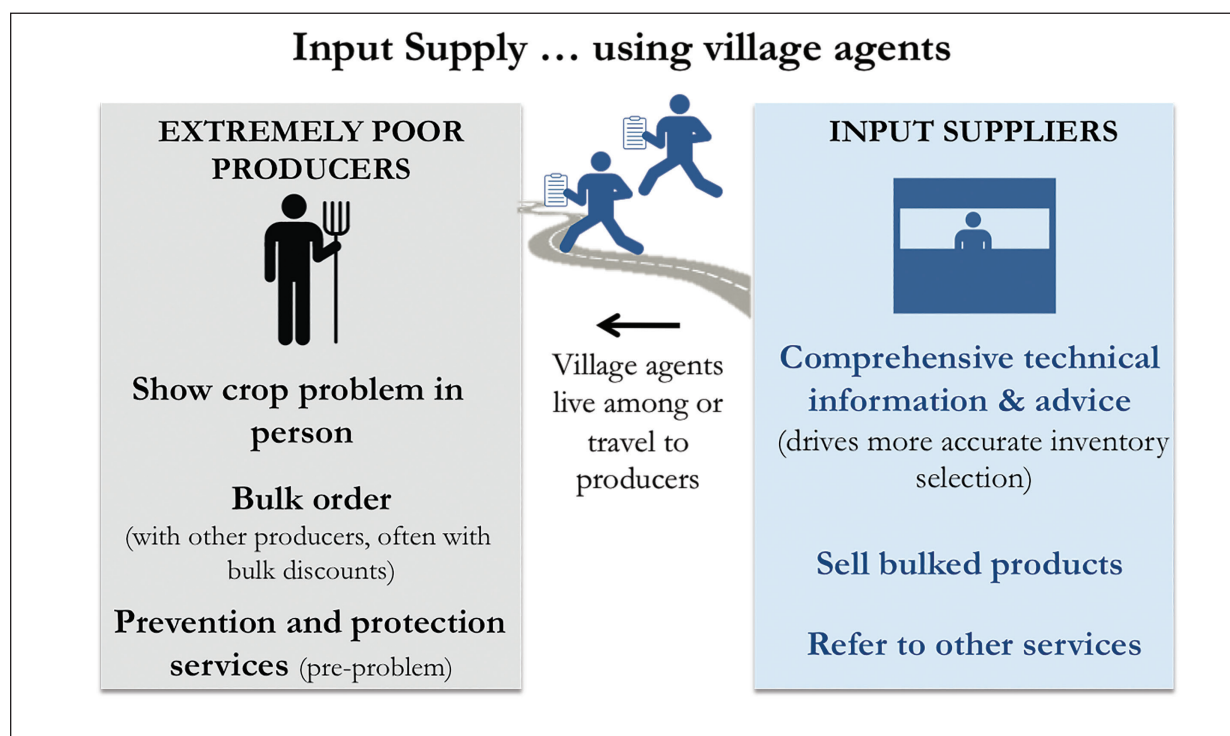 Input Supply … using village agents
EXTREMELY POOR
PRODUCERS
Show crop problem in
person
Bulk order
(with other producers, often with
bulk discounts)
Prevention and protection
services (pre-problem)
Village agents
live among or
travel to
producers
INPUT SUPPLIERS
Comprehensive technical
information & advice
(drives more accurate inventory
selection)
Sell bulked products
Refer to other services